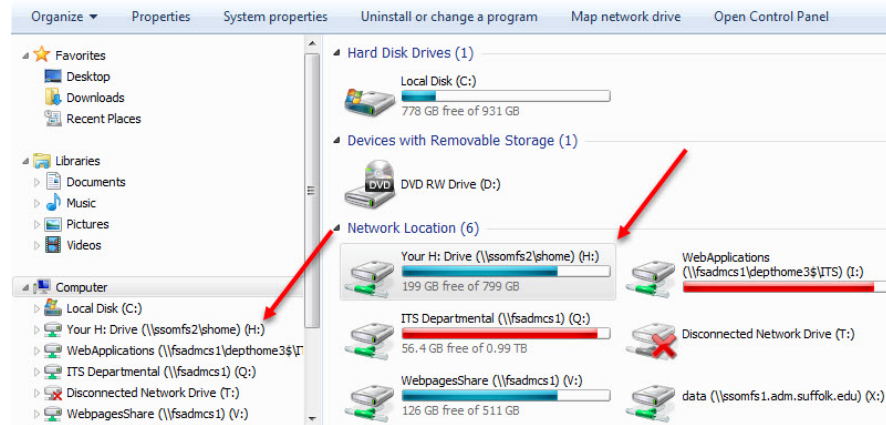 Organize Properties System properties Uninstall or change a program Map network drive Open Control Panel
Favorites
Desktop
Downloads
Recent Places
Libraries
Documents
Music
Pictures
Videos
Computer
Local Disk (C:)
Your H: Drive (\\ssomfs2\shome) (H:)
WebApplications (\\fsadmcs1\depthome3$\IT
ITS Departmental (\\fsadmcs1) (Q:)
Disconnected Network Drive (T:)
WebpagesShare (\\fsadmcs1) (V:)
Hard Disk Drives (1)
Local Disk (C:)
778 GB free of 931 GB
Devices with Removable Storage (1)
DVD
DVD RW Drive (D:)
Network Location (6)
Your H: Drive (\\ssomfs2\shome) (H:)
199 GB free of 799 GB
WebApplications
(\\fsadmcs1\depthome3$\ITS) (I:)
ITS Departmental (\\fsadmcs1) (Q:)
56.4 GB free of 0.99 TB
Disconnected Network Drive (T:)
WebpagesShare (\\fsadmcs1) (V:)
126 GB free of 511 GB
data (\\ssomfs1.adm.suffolk.edu) (X:)